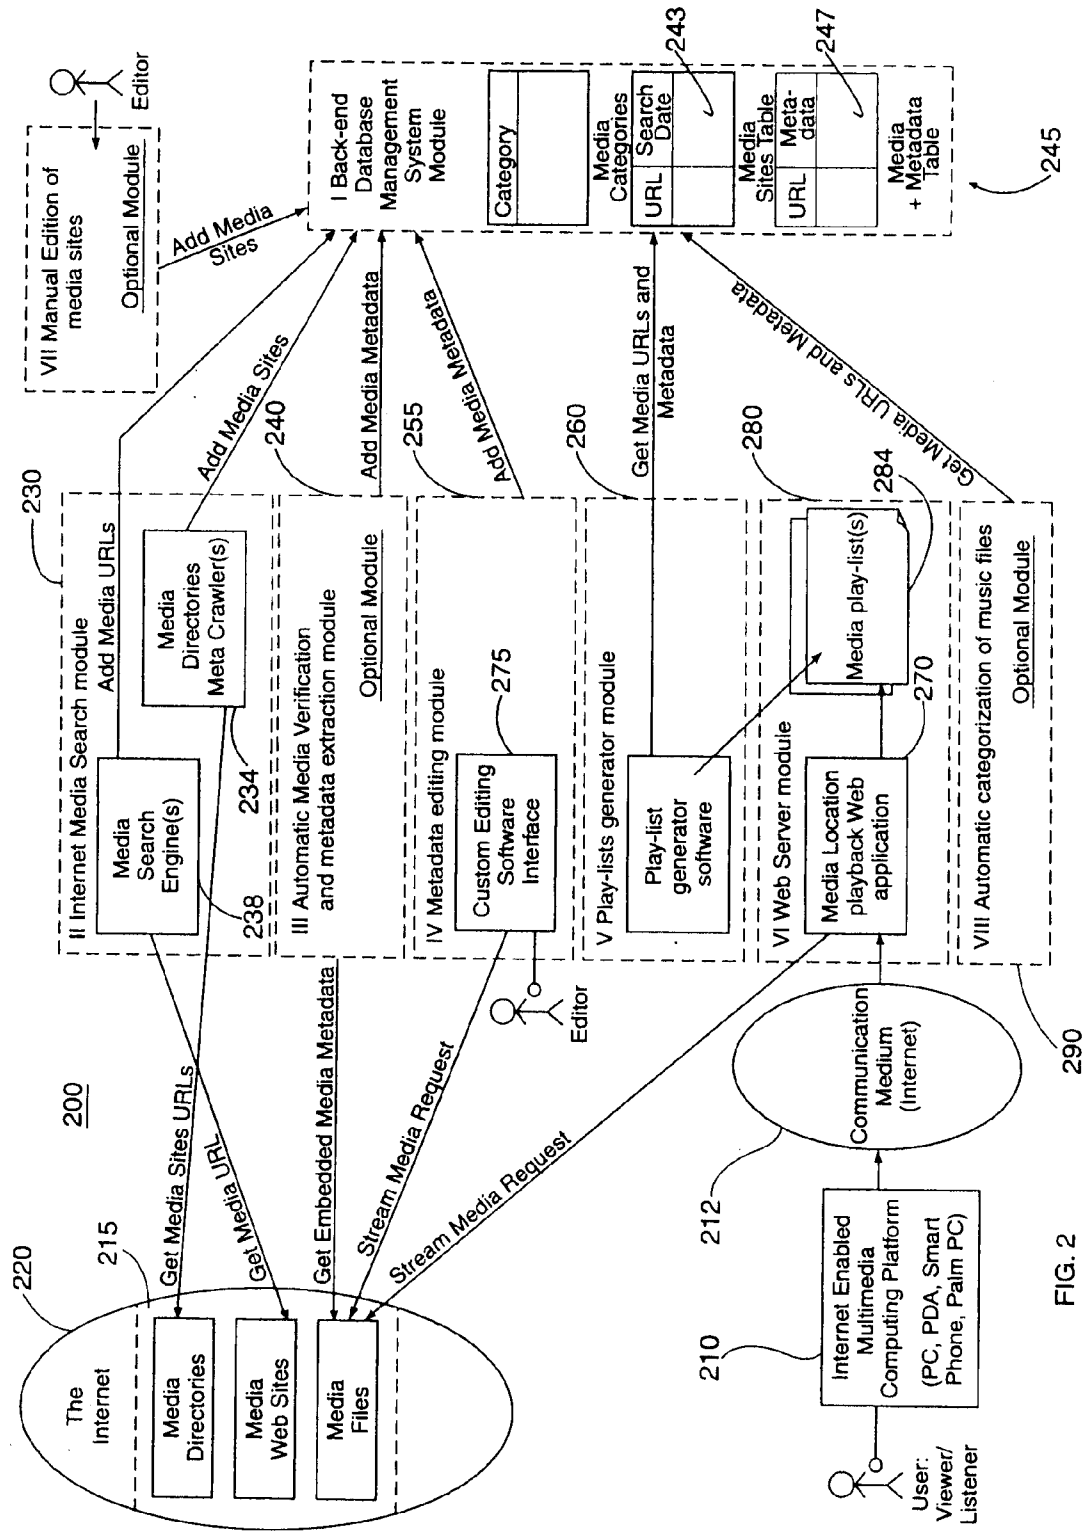 200
220
The
Internet
215
Media
Directories
Media
Web Sites
Media
Files
Get Media Sites URLs
Get Media URL
Get Embedded Media Metadata
Stream Media Request
Stream Media Request
230
II Internet Media Search module
Add Media URLs
Media
Search
Engine(s)
238
Media
Directories
Meta Crawler(s)
234
Add Media Sites
240
III Automatic Media Verification
and metadata extraction module
Optional Module
Add Media Metadata
255
IV Metadata editing module
Custom Editing
Software
Interface
275
Editor
Add Media Metadata
260
V Play-lists generator module
Play-list
generator
software
Get Media URLs and
Metadata
280
VI Web Server module
Media Location
playback Web
application
270
Media play-list(s)
284
VIII Automatic categorization of music files
Optional Module
290
Get Media URLs and Metadata
VII Manual Edition of
media sites
Optional Module
Editor
Add Media
Sites
I Back-end
Database
Management
System
Module
Category
Media
Categories
URL
Search
Date
243
Media
Sites Table
URL
Meta-
data
247
Media
+ Metadata
Table
245
Communication
Medium
(Internet)
212
210
Internet Enabled
Multimedia
Computing Platform
(PC, PDA, Smart
Phone, Palm PC)
User:
Viewer/
Listener
FIG. 2